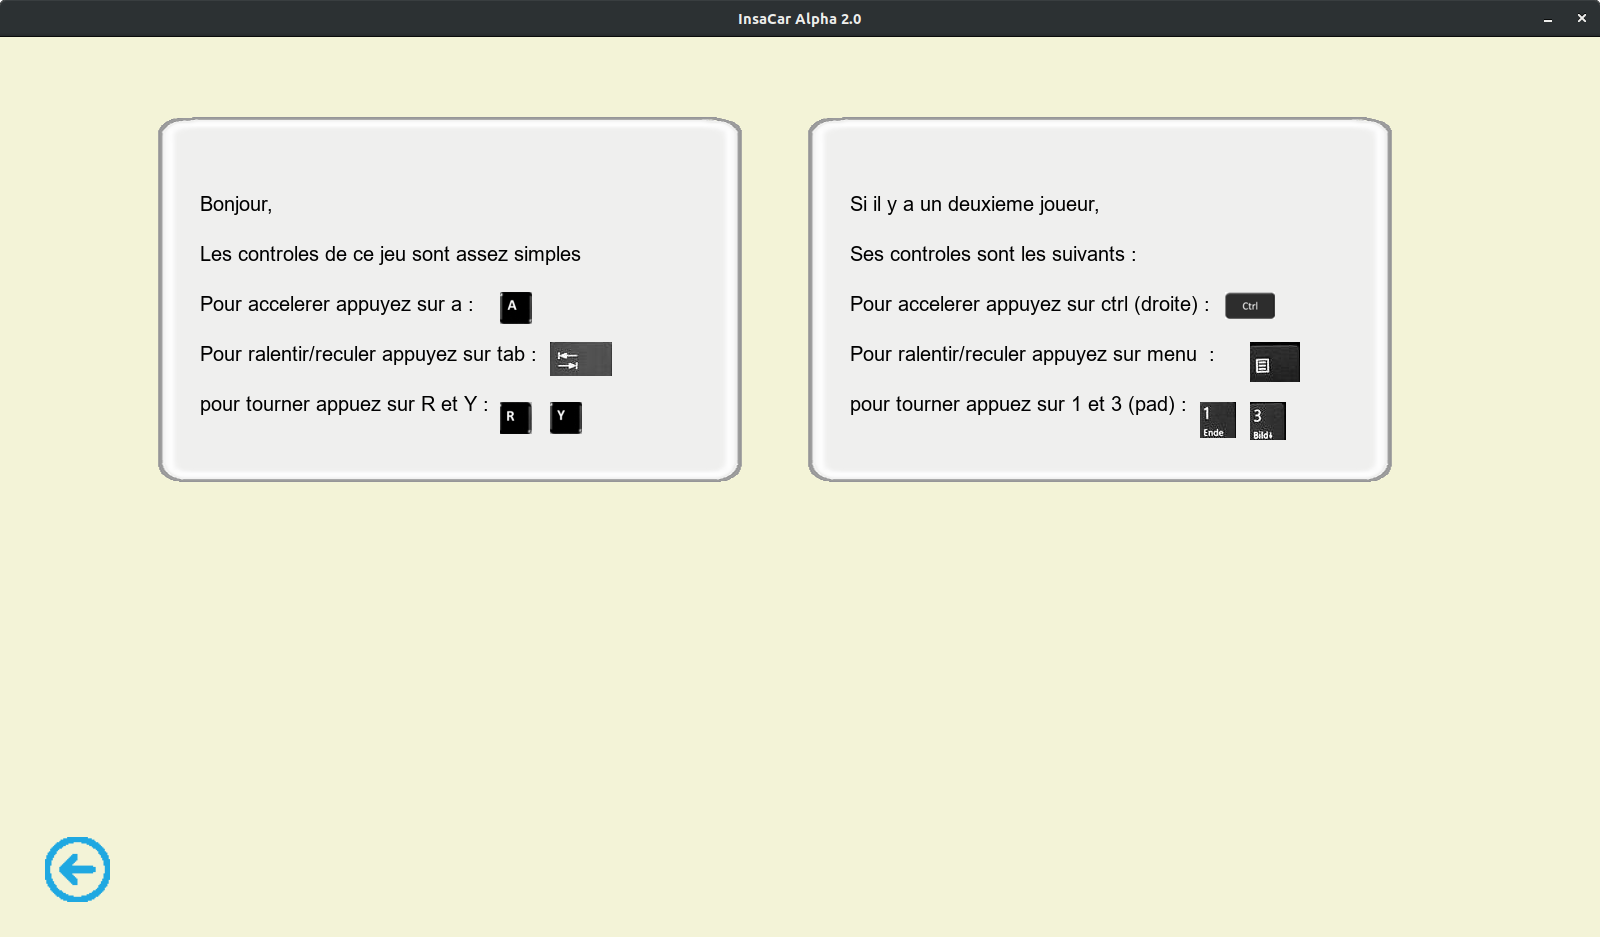 InsaCar Alpha 2.0
Bonjour,
Les controles de ce jeu sont assez simples
Pour accelerer appuyez sur a : A
Pour ralentir/reculer appuyez sur tab :
pour tourner appuez sur R et Y : R Y
Si il y a un deuxieme joueur,
Ses controles sont les suivants :
Pour accelerer appuyez sur ctrl (droite) : Ctrl
Pour ralentir/reculer appuyez sur menu :
pour tourner appuez sur 1 et 3 (pad) : 1 3
Ende Bild↓